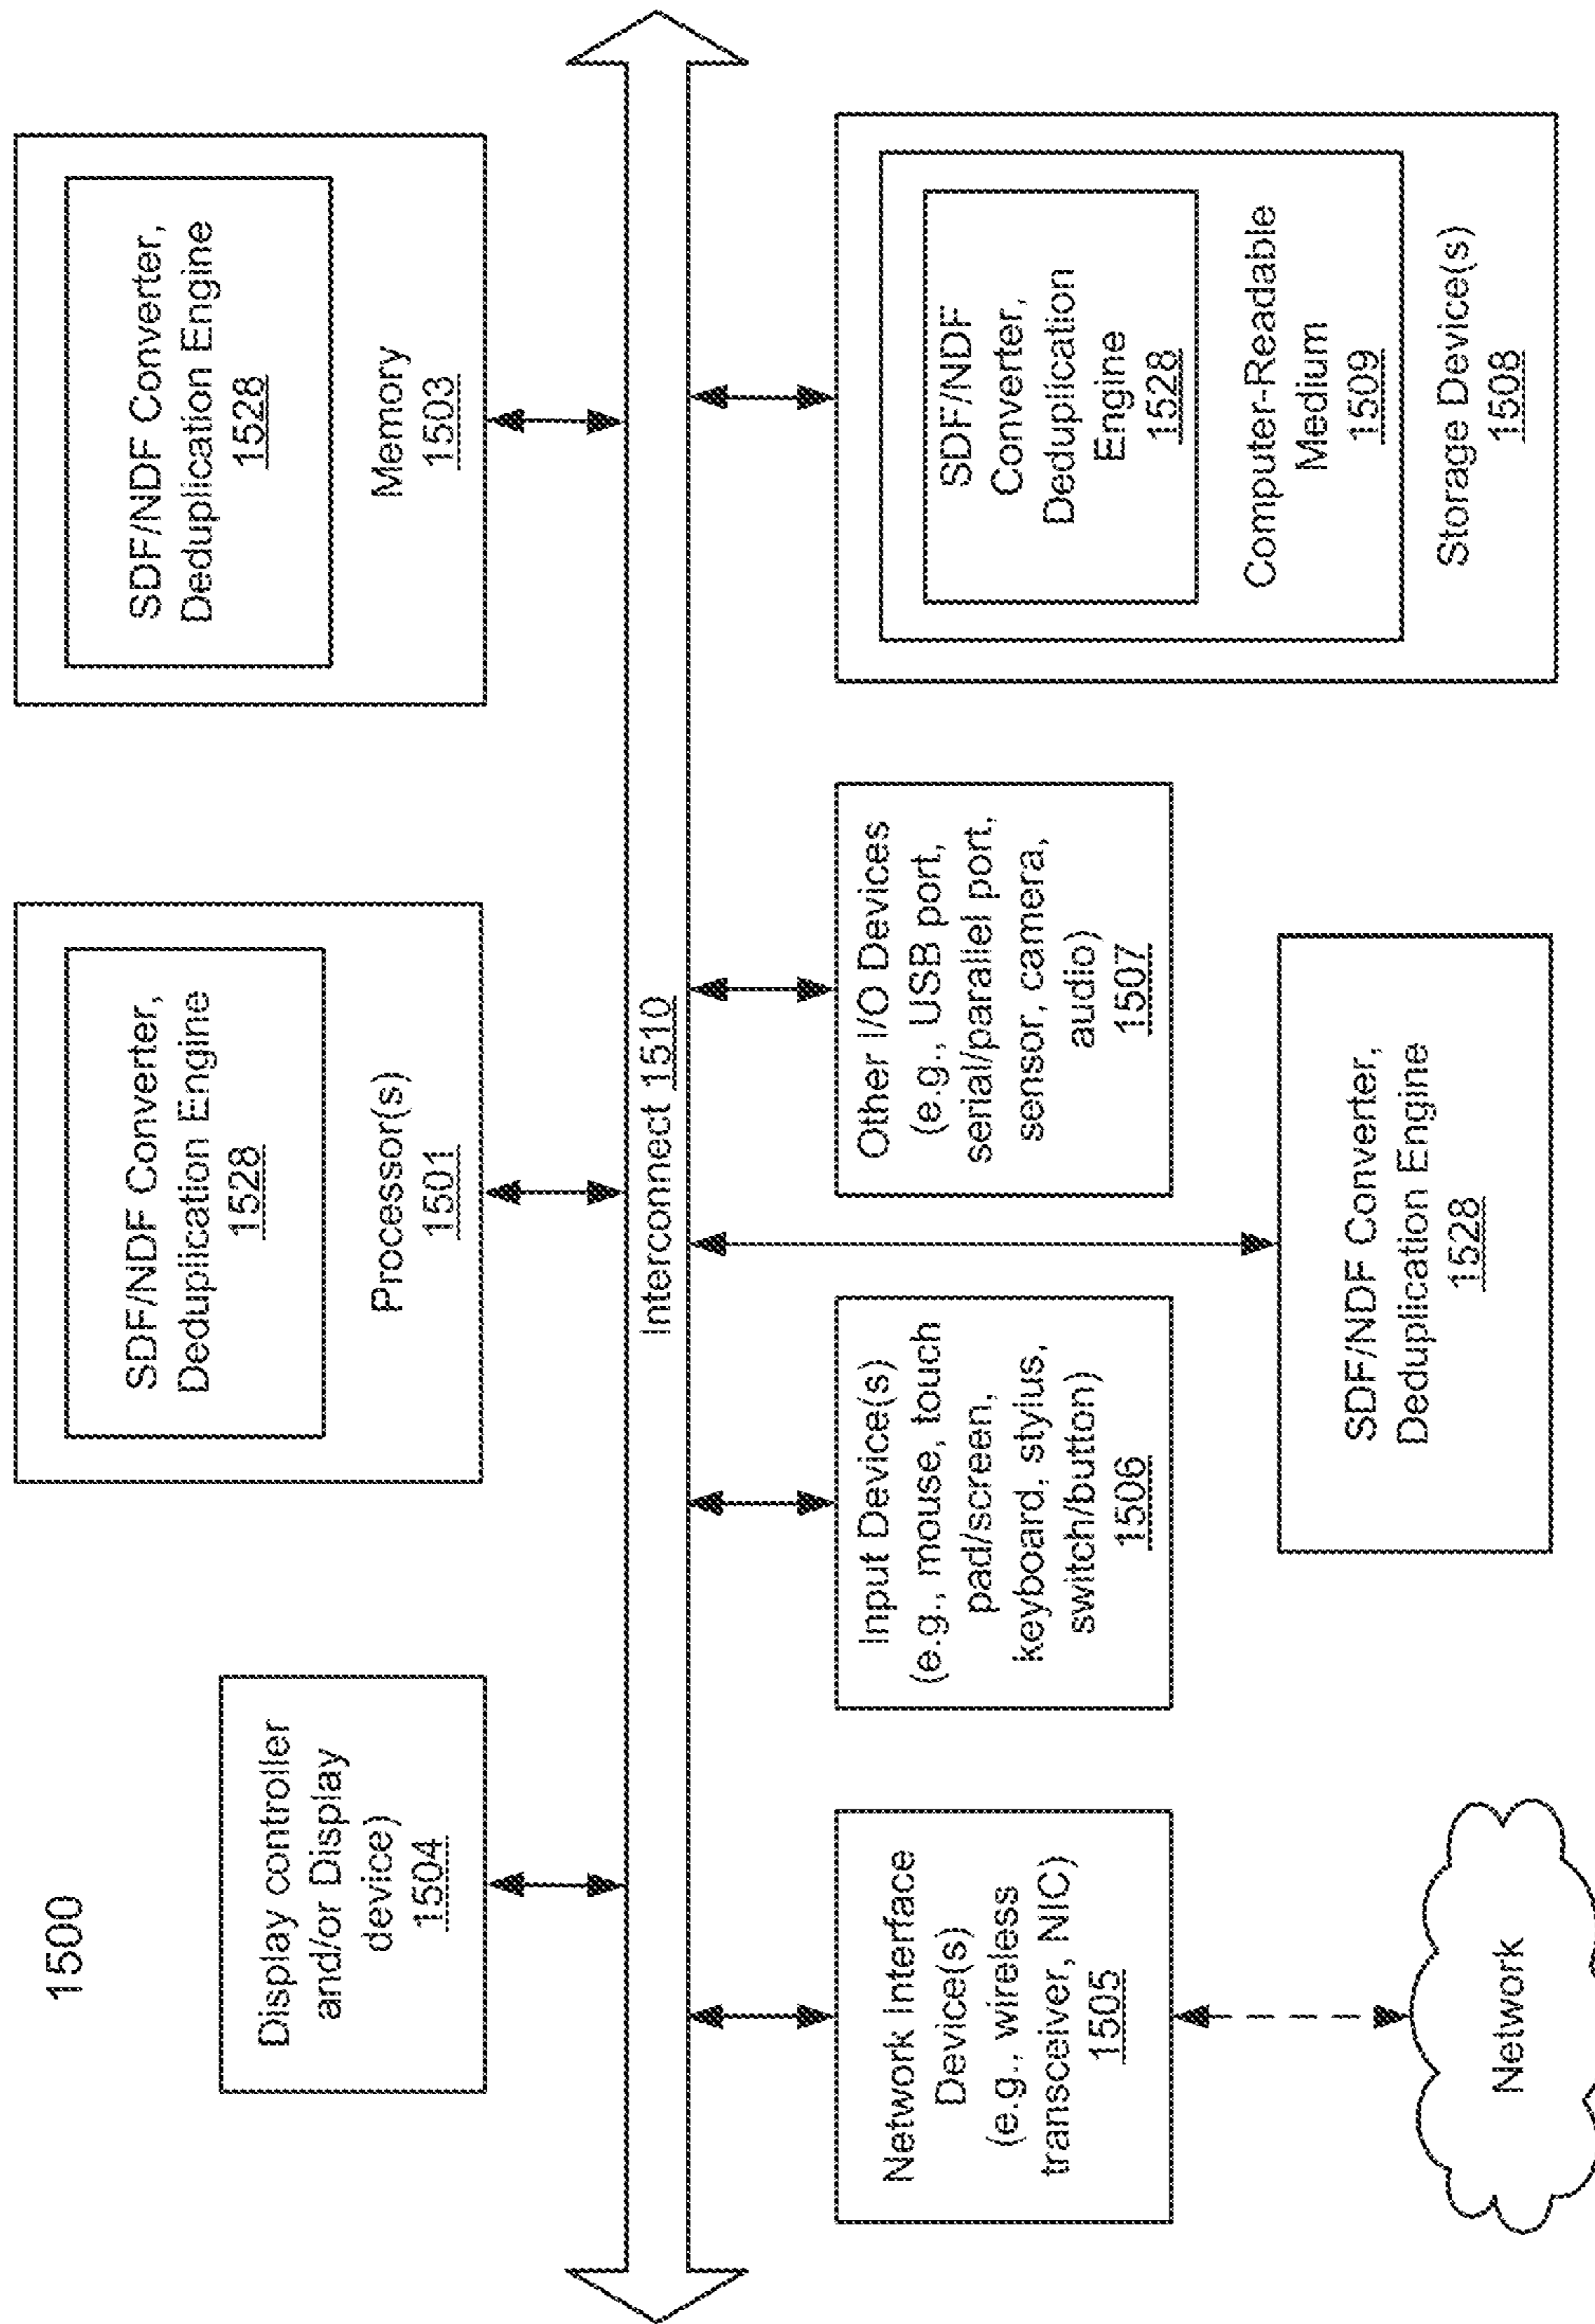 1500
Display controller
and/or Display
device)
1504
SDF/NDF Converter,
Deduplication Engine
1528
Processor(s)
1501
SDF/NDF Converter,
Deduplication Engine
1528
Memory
1503
Interconnect 1510
Network Interface
Device(s)
(e.g., wireless
transceiver, NIC)
1505
Input Device(s)
(e.g., mouse, touch
pad/screen,
keyboard, stylus,
switch/button)
1506
Other I/O Devices
(e.g., USB port,
serial/parallel port,
sensor, camera,
audio)
1507
SDF/NDF
Converter,
Deduplication
Engine
1528
Computer-Readable
Medium
1509
Storage Device(s)
1508
SDF/NDF Converter,
Deduplication Engine
1528
Network